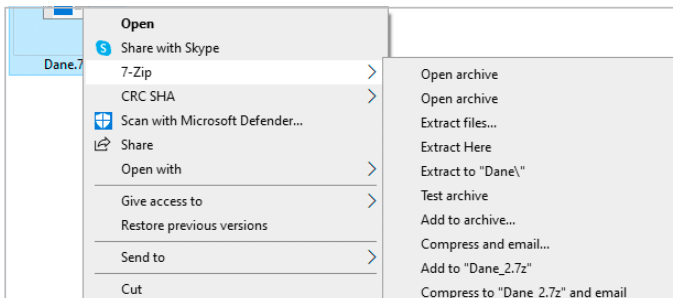 Dane.7
Open
Share with Skype
7-Zip
CRC SHA
Scan with Microsoft Defender...
Share
Open with
Give access to
Restore previous versions
Send to
Cut
Open archive
Open archive
Extract files...
Extract Here
Extract to "Dane\"
Test archive
Add to archive...
Compress and email...
Add to "Dane_2.7z"
Compress to "Dane_2.7z" and email